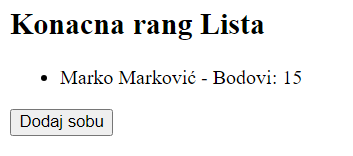 Konacna rang Lista
Marko Marković - Bodovi: 15
Dodaj sobu